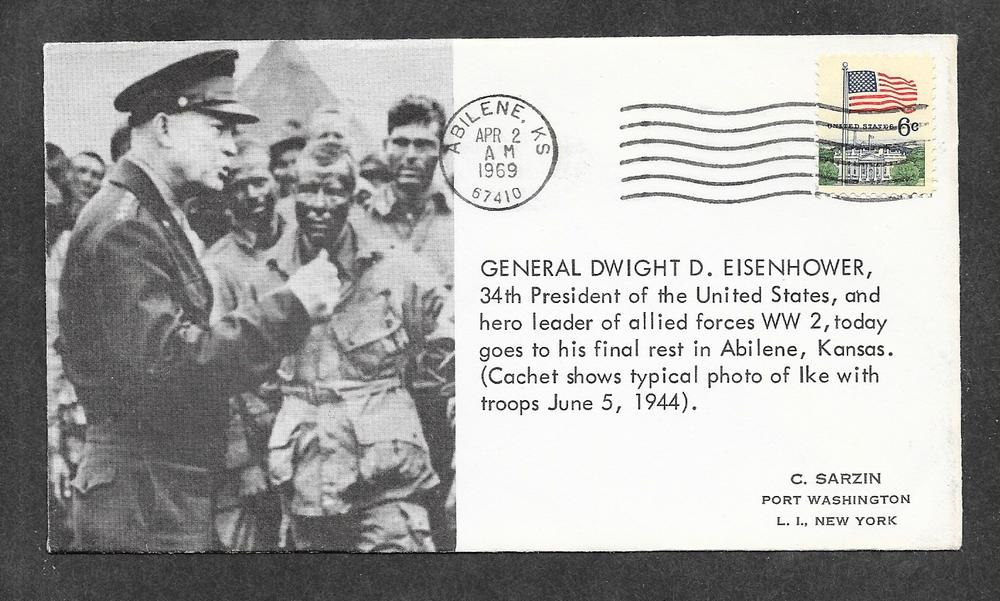 ABILENE, KS
APR 2
AM
1969
67410
UNITED STATES 6c
GENERAL DWIGHT D. EISENHOWER,
34th President of the United States, and
hero leader of allied forces WW 2, today
goes to his final rest in Abilene, Kansas.
(Cachet shows typical photo of Ike with
troops June 5, 1944).
C. SARZIN
PORT WASHINGTON
L. I., NEW YORK